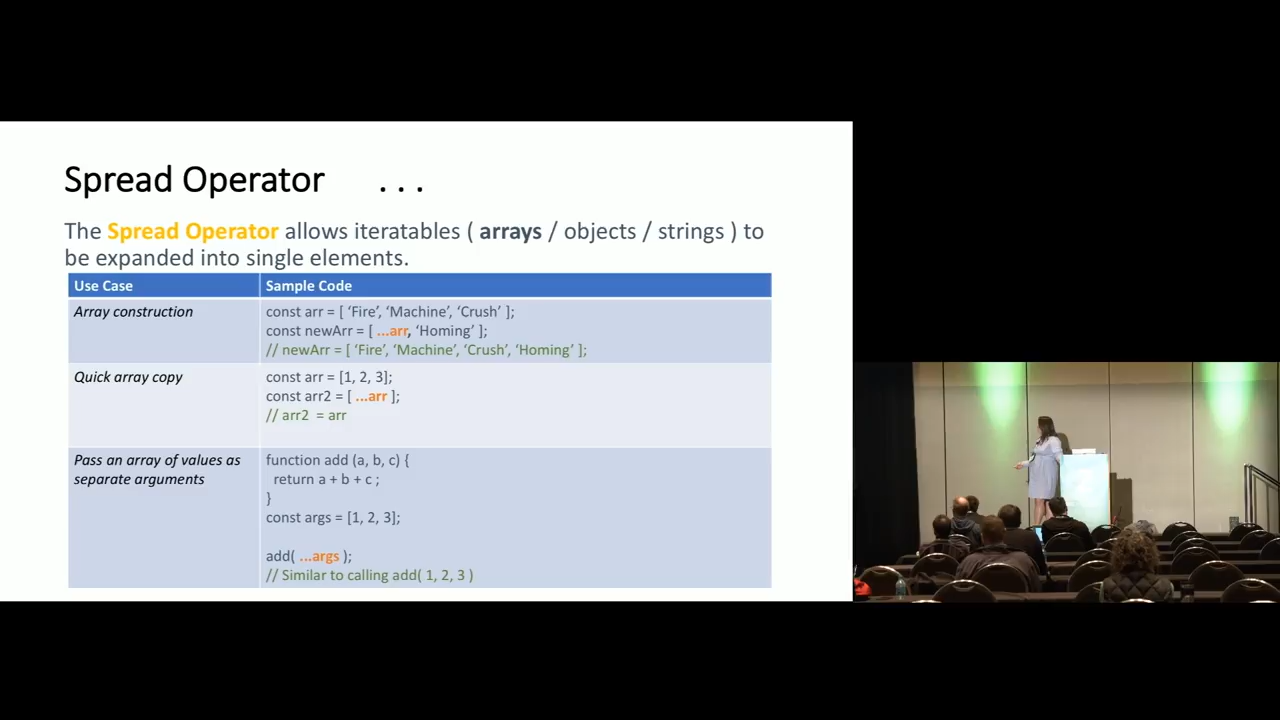 Spread Operator . . .
The Spread Operator allows iteratables ( arrays / objects / strings ) to
be expanded into single elements.
Use Case
Sample Code
Array construction
const arr = [ ‘Fire’, ‘Machine’, ‘Crush’ ];
const newArr = [ ...arr, ‘Homing’ ];
// newArr = [ ‘Fire’, ‘Machine’, ‘Crush’, ‘Homing’ ];
Quick array copy
const arr = [1, 2, 3];
const arr2 = [ ...arr ];
// arr2 = arr
Pass an array of values as
separate arguments
function add (a, b, c) {
return a + b + c ;
}
const args = [1, 2, 3];
add( ...args );
// Similar to calling add( 1, 2, 3 )